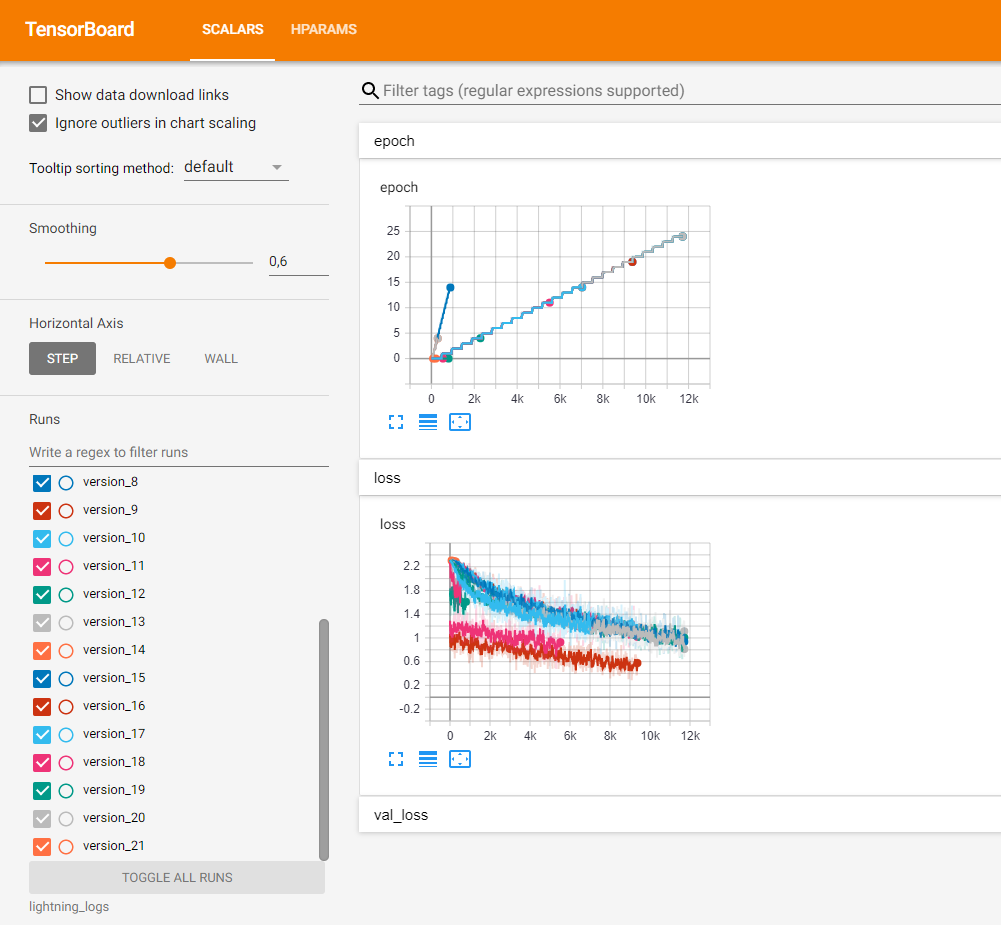 TensorBoard SCALARS HPARAMS
Show data download links
Ignore outliers in chart scaling
Tooltip sorting method: default
Smoothing
0,6
Horizontal Axis
STEP RELATIVE WALL
Runs
Write a regex to filter runs
version_8
version_9
version_10
version_11
version_12
version_13
version_14
version_15
version_16
version_17
version_18
version_19
version_20
version_21
TOGGLE ALL RUNS
lightning_logs
Filter tags (regular expressions supported)
epoch
epoch
25
20
15
10
5
0
0 2k 4k 6k 8k 10k 12k
loss
loss
2.2
1.8
1.4
1
0.6
0.2
-0.2
0 2k 4k 6k 8k 10k 12k
val_loss